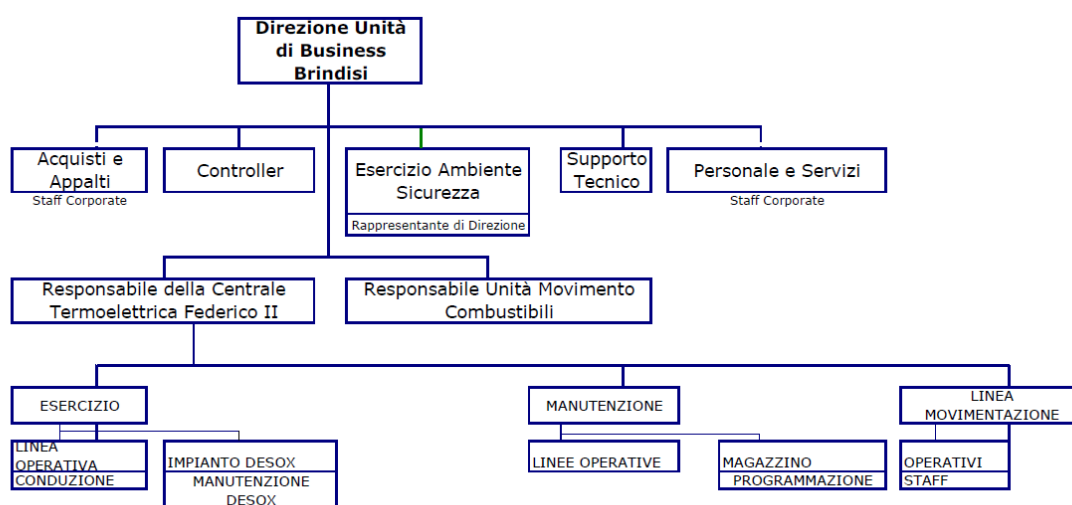 Direzione Unità
di Business
Brindisi
Acquisti e
Appalti
Staff Corporate
Controller
Esercizio Ambiente
Sicurezza
Rappresentante di Direzione
Supporto
Tecnico
Personale e Servizi
Staff Corporate
Responsabile della Centrale
Termoelettrica Federico II
Responsabile Unità Movimento
Combustibili
ESERCIZIO
MANUTENZIONE
LINEA
MOVIMENTAZIONE
LINEA
OPERATIVA
CONDUZIONE
IMPIANTO DESOX
MANUTENZIONE
DESOX
LINEE OPERATIVE
MAGAZZINO
PROGRAMMAZIONE
OPERATIVI
STAFF